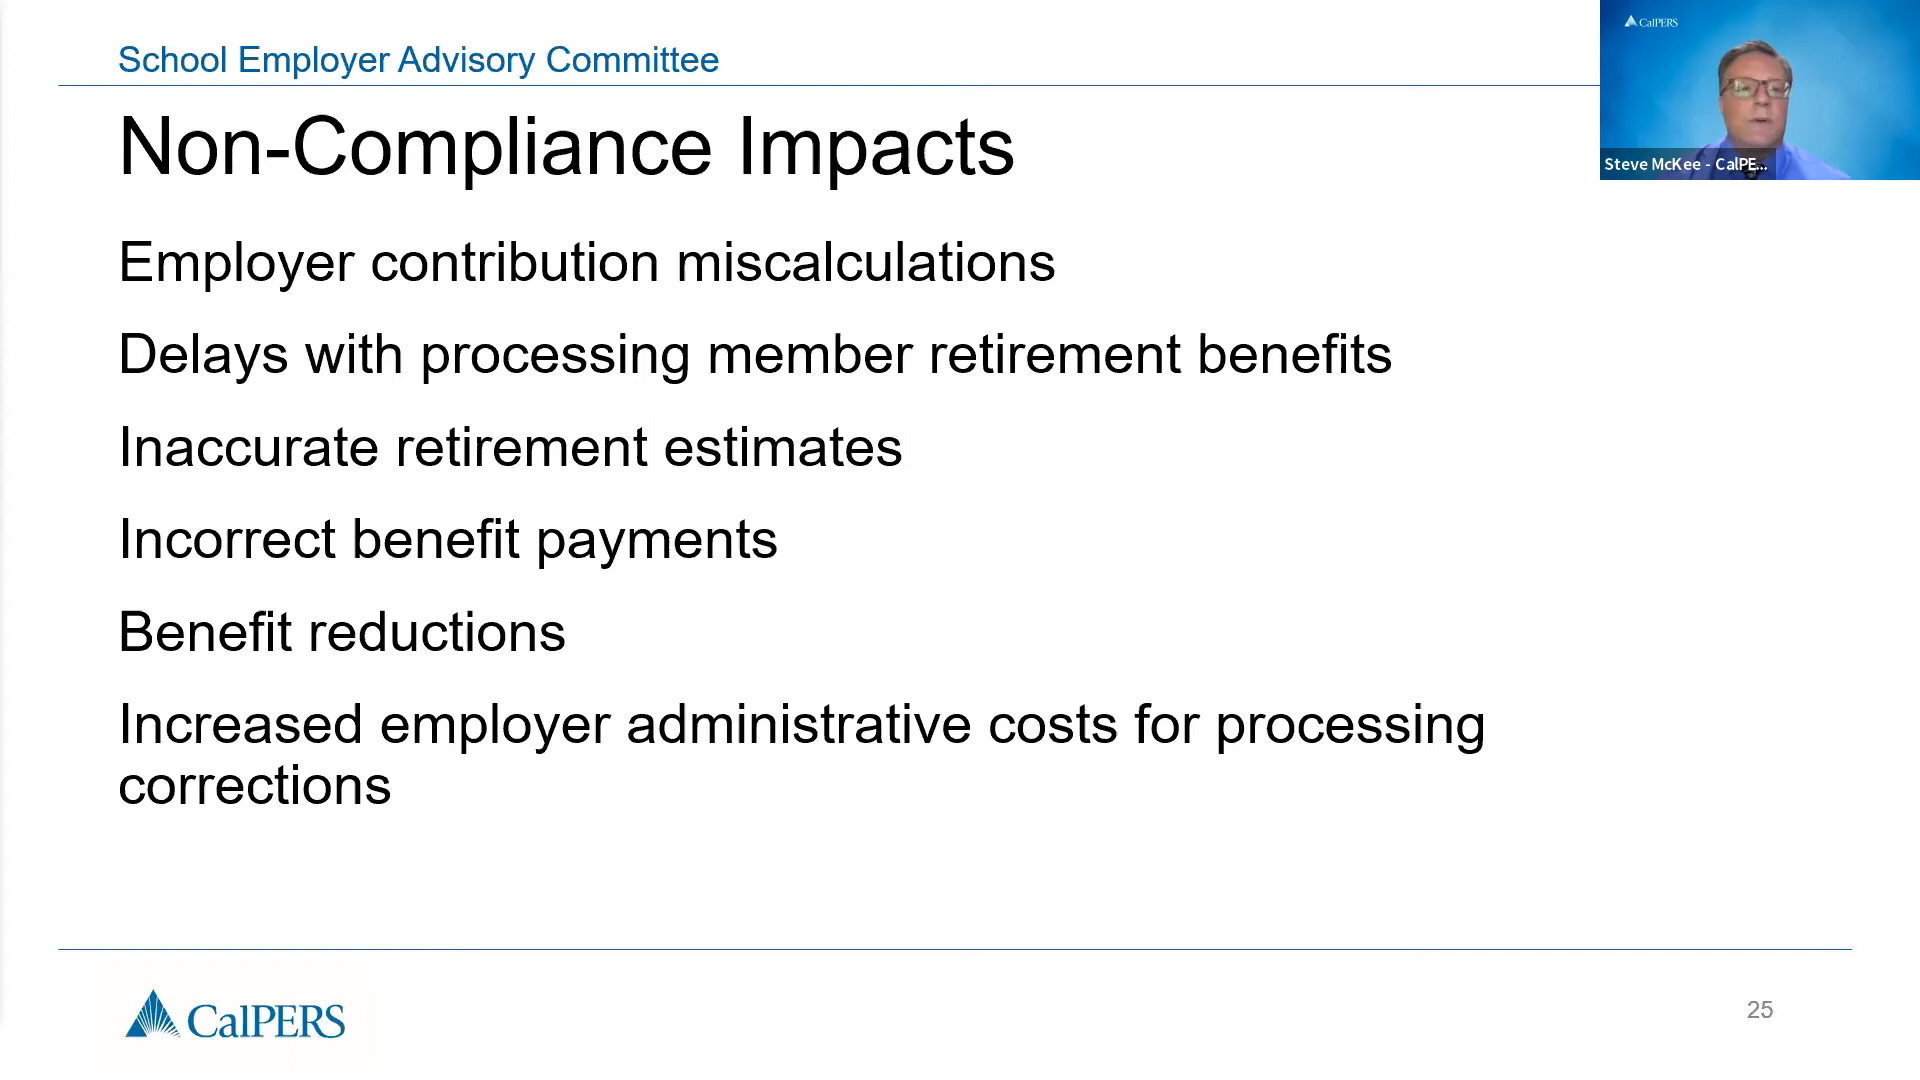 School Employer Advisory Committee
CalPERS
Non-Compliance Impacts
Steve McKee - CalPE...
Employer contribution miscalculations
Delays with processing member retirement benefits
Inaccurate retirement estimates
Incorrect benefit payments
Benefit reductions
Increased employer administrative costs for processing
corrections
CalPERS
25